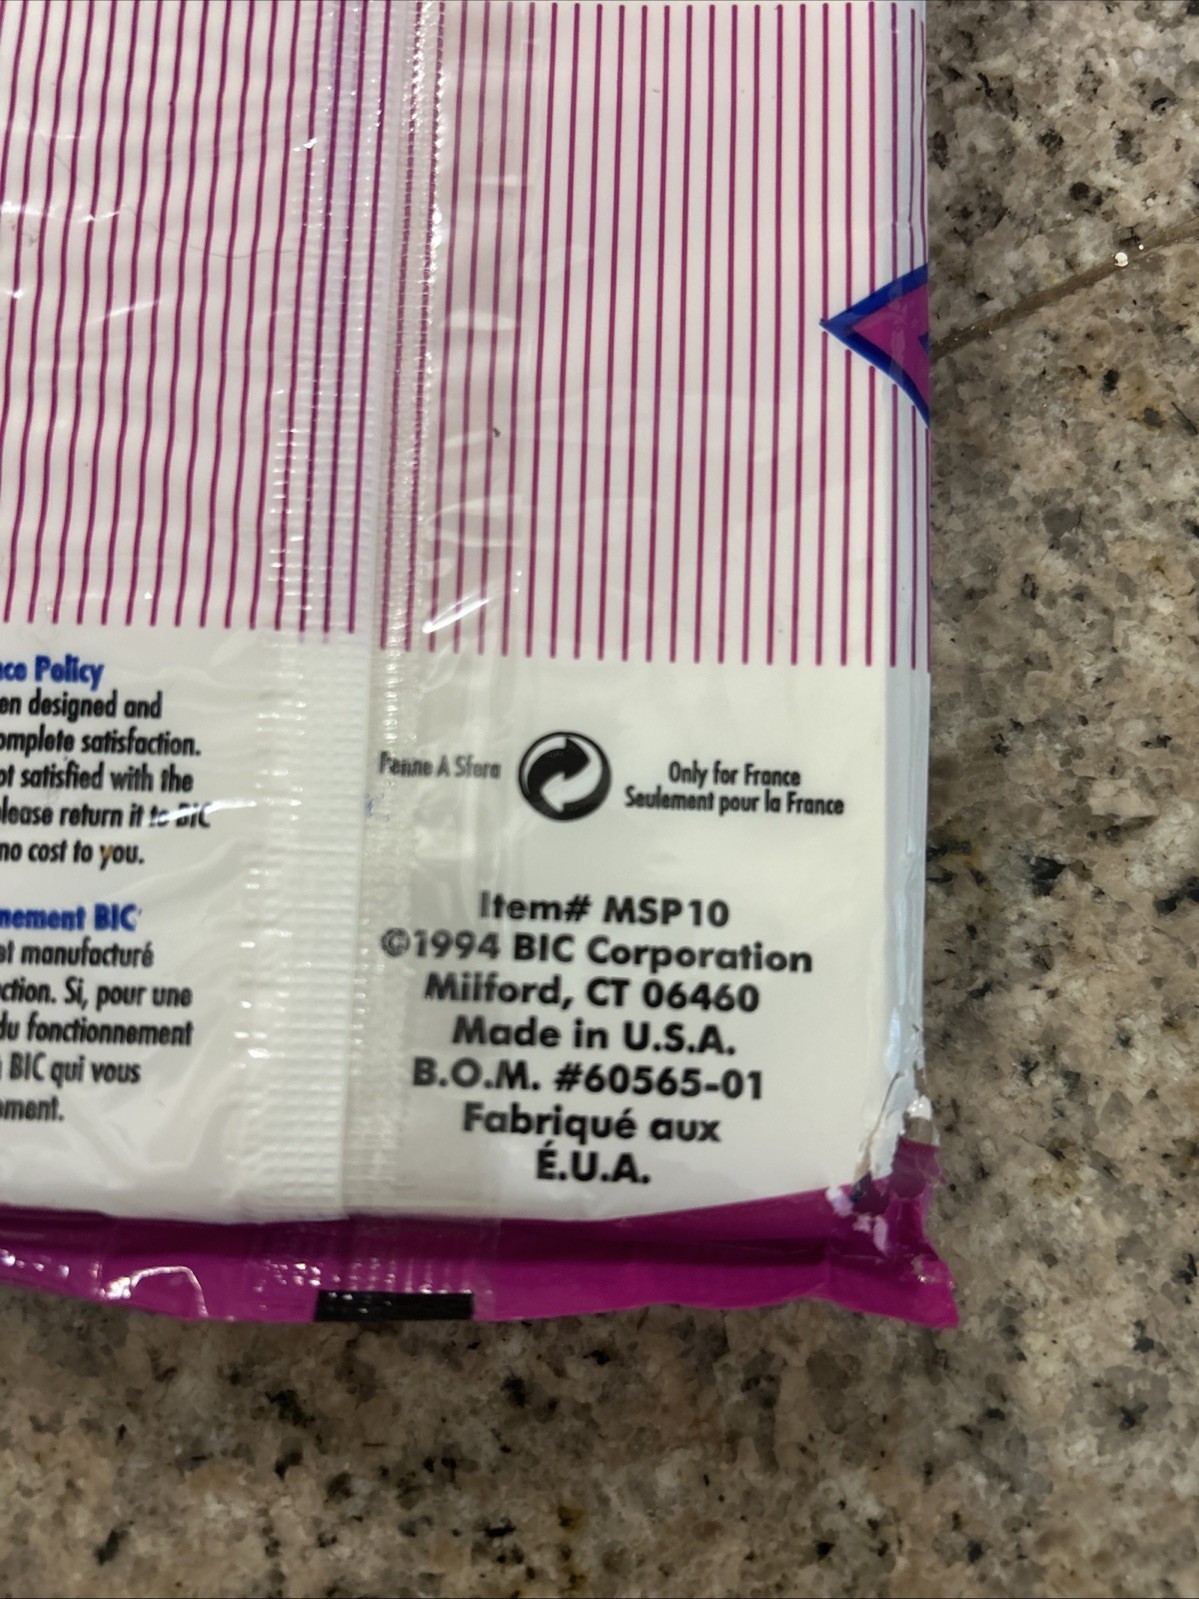 ce Policy
en designed and
omplete satisfaction.
ot satisfied with the
lease return it to BIC
no cost to you.
nement BIC
et manufacturé
ction. Si, pour une
du fonctionnement
BIC qui vous
ement.
Penne A Sfera
Only for France
Seulement pour la France
Item# MSP10
©1994 BIC Corporation
Milford, CT 06460
Made in U.S.A.
B.O.M. #60565-01
Fabriqué aux
É.U.A.